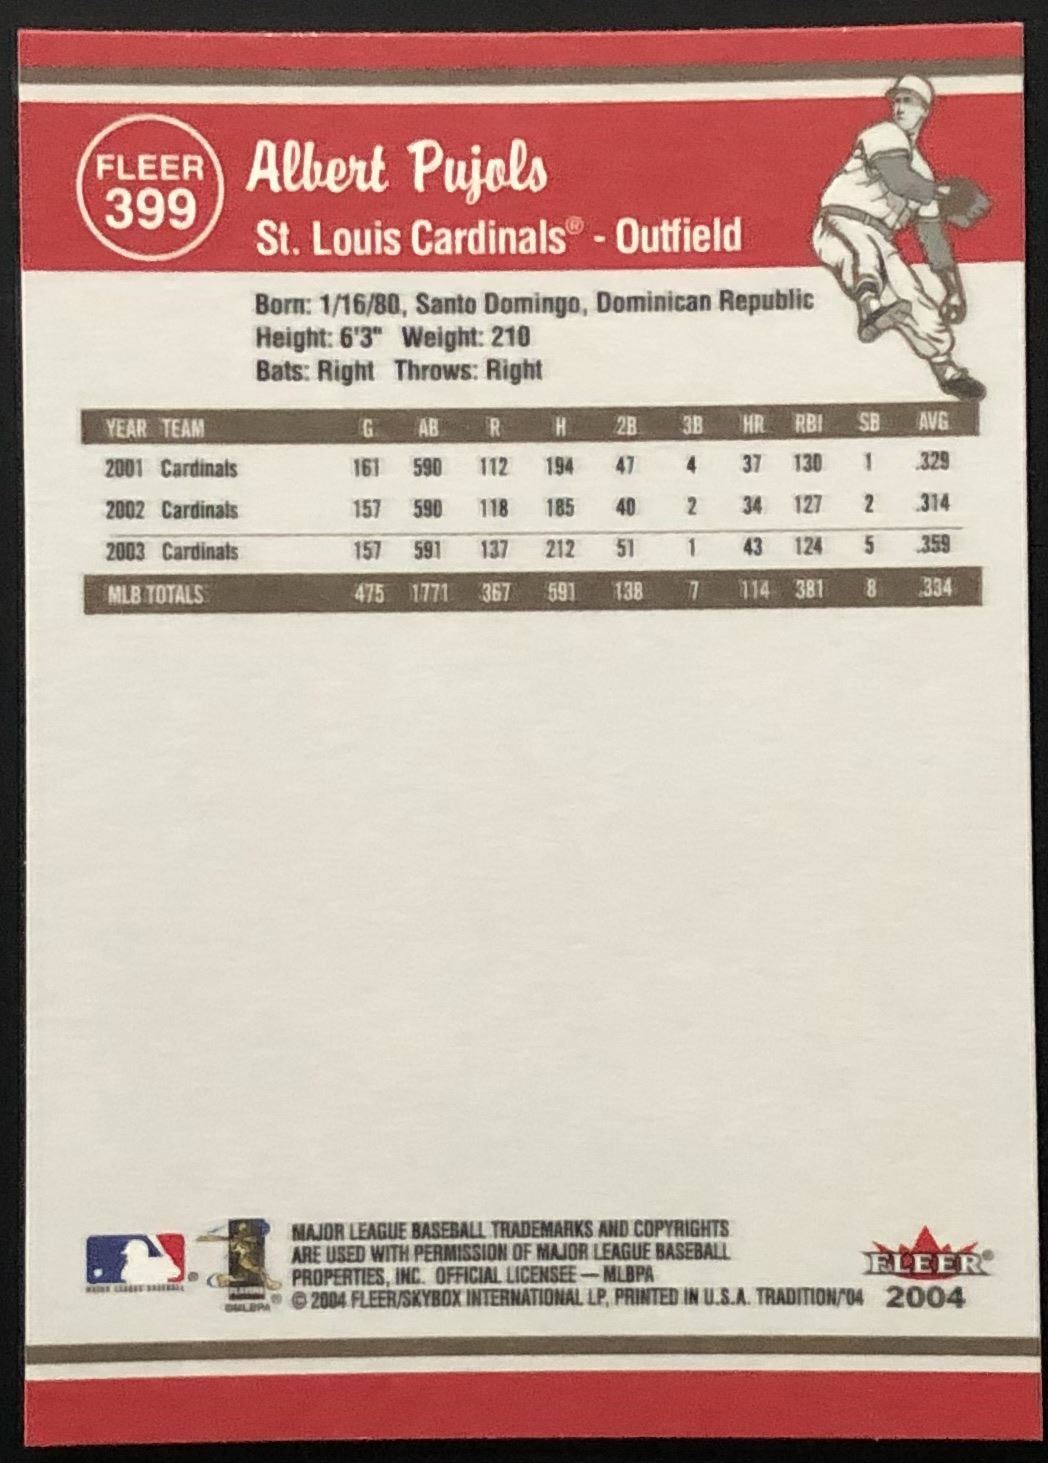 FLEER
399
Albert Pujols
St. Louis Cardinals® - Outfield
Born: 1/16/80, Santo Domingo, Dominican Republic
Height: 6'3" Weight: 210
Bats: Right Throws: Right
YEAR TEAM G AB R H 2B 3B HR RBI SB AVG
2001 Cardinals 161 590 112 194 47 4 37 130 1 .329
2002 Cardinals 157 590 118 185 40 2 34 127 2 .314
2003 Cardinals 157 591 137 212 51 1 43 124 5 .359
MLB TOTALS 475 1771 367 591 138 7 114 381 8 .334
MAJOR LEAGUE BASEBALL ®
PLAYERS
©MLBPA ®
MAJOR LEAGUE BASEBALL TRADEMARKS AND COPYRIGHTS
ARE USED WITH PERMISSION OF MAJOR LEAGUE BASEBALL
PROPERTIES, INC. OFFICIAL LICENSEE — MLBPA
© 2004 FLEER/SKYBOX INTERNATIONAL LP, PRINTED IN U.S.A. TRADITION/'04
FLEER®
2004